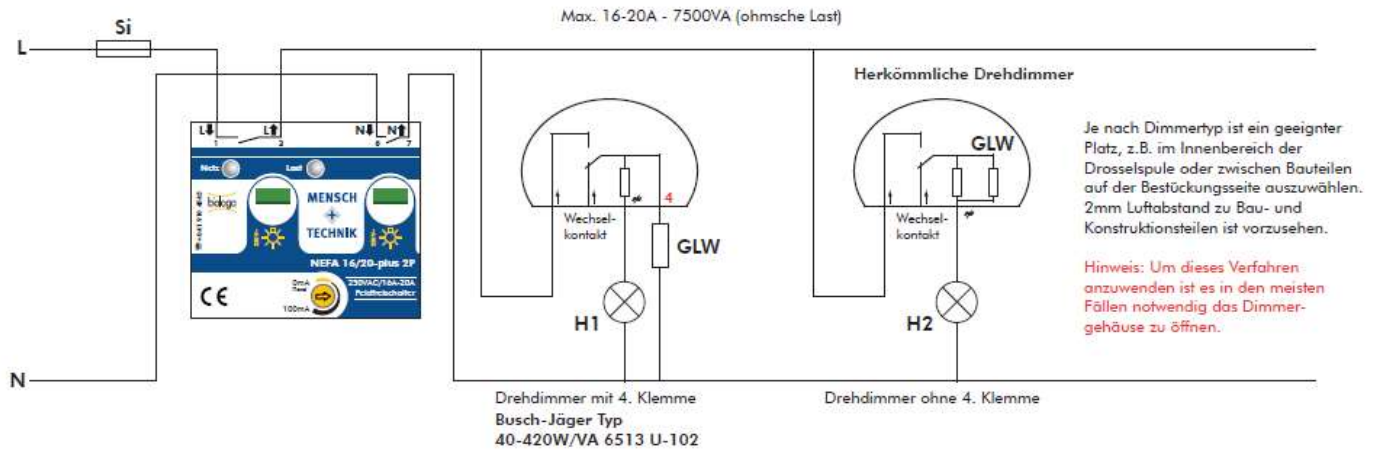 Max. 16-20A - 7500VA (ohmsche Last)
Si
L
Herkömmliche Drehdimmer
L L N N
1 2 6 7
Netz Last
biologa
MENSCH
+
TECHNIK
GLW
4
Wechsel-
kontakt
GLW
Wechsel-
kontakt
Je nach Dimmertyp ist ein geeignter
Platz, z.B. im Innenbereich der
Drosselspule oder zwischen Bauteilen
auf der Bestückungsseite auszuwählen.
2mm Luftabstand zu Bau- und
Konstruktionsteilen ist vorzusehen.
Hinweis: Um dieses Verfahren
anzuwenden ist es in den meisten
Fällen notwendig das Dimmer-
gehäuse zu öffnen.
NEFA 16/20-plus 2P
230VAC/16A-20A
Feldfreischalter
CE
0mA
100mA
H1
H2
N
Drehdimmer mit 4. Klemme
Busch-Jäger Typ
40-420W/VA 6513 U-102
Drehdimmer ohne 4. Klemme